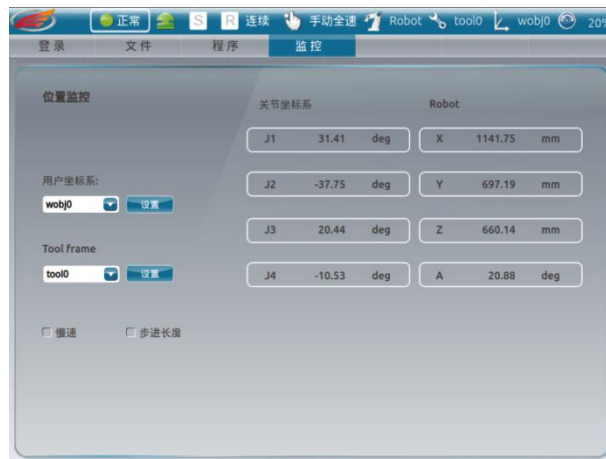 正常 S R 连续 手动全速 Robot tool0 wobj0 20%
登录 文件 程序 监控
位置监控
关节坐标系 Robot
J1 31.41 deg X 1141.75 mm
用户坐标系:
J2 -37.75 deg Y 697.19 mm
wobj0 设置
J3 20.44 deg Z 660.14 mm
Tool frame
tool0 设置
J4 -10.53 deg A 20.88 deg
慢速 步进长度